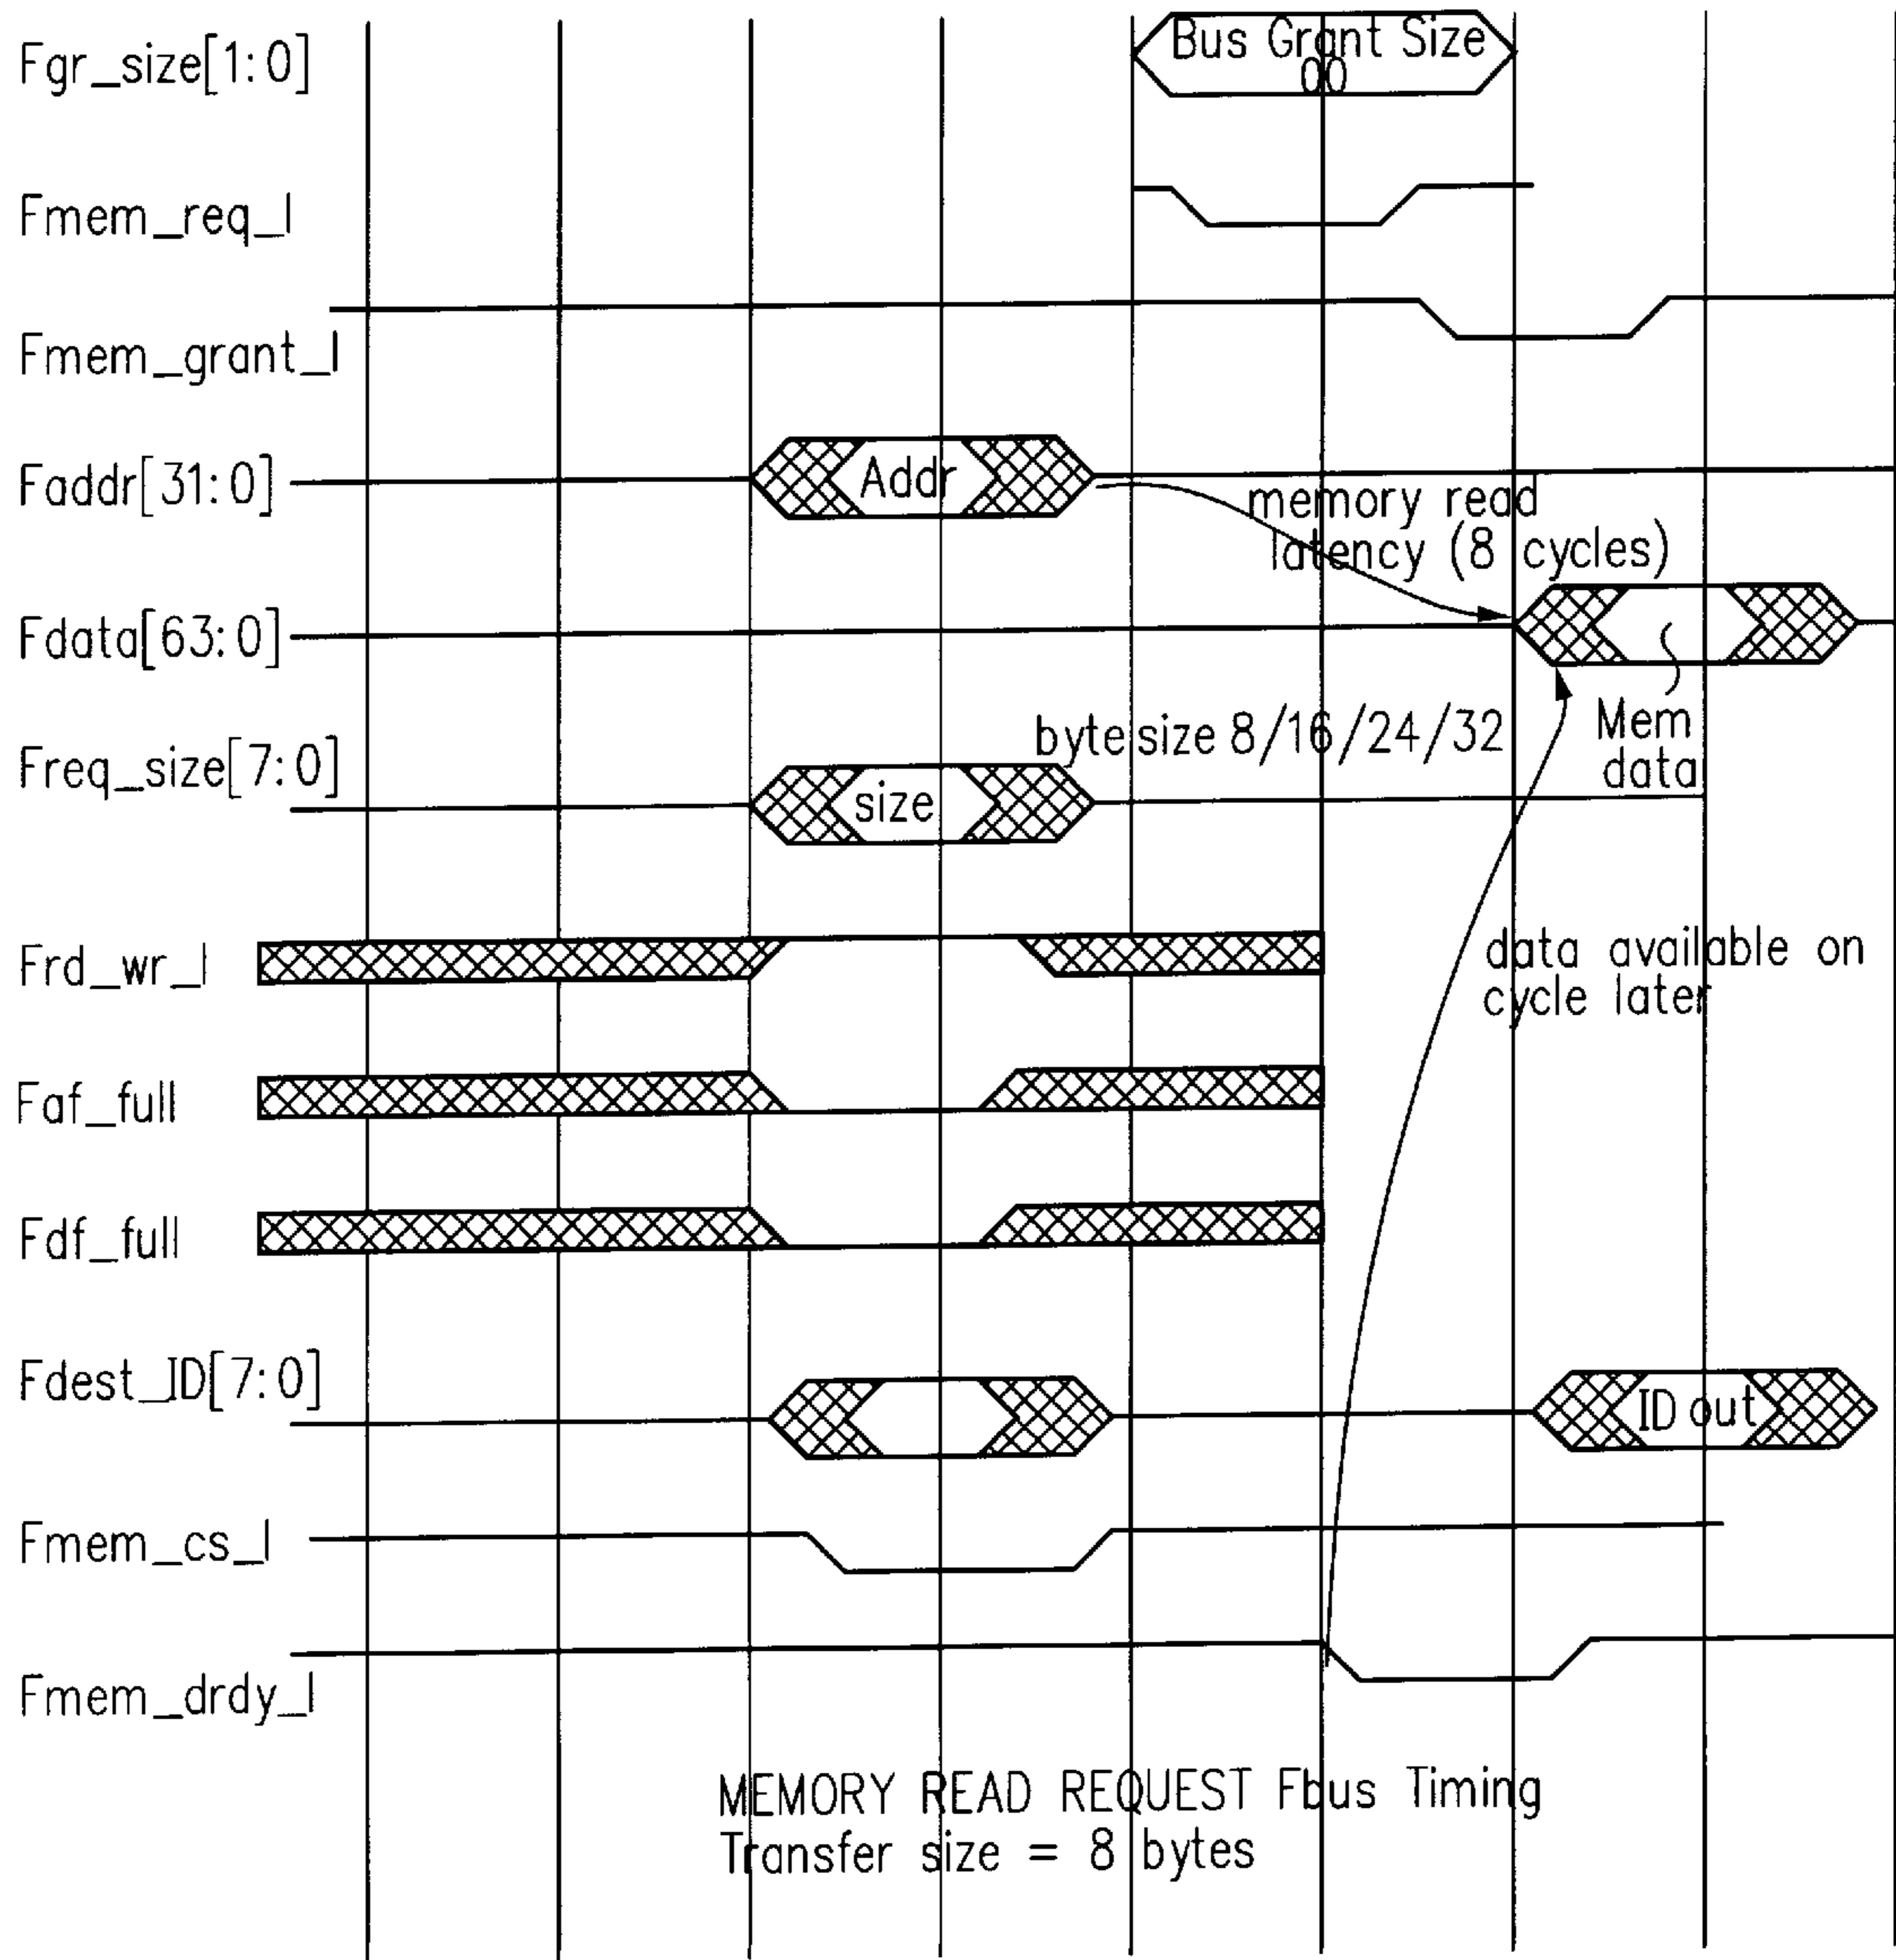 Fgr_size[1:0]
Bus Grant Size
00
Fmem_req_l
Fmem_grant_l
Faddr[31:0]
Addr
memory read
latency (8 cycles)
Fdata[63:0]
Mem
data
byte size 8/16/24/32
Freq_size[7:0]
size
Frd_wr_l
data available on
cycle later
Faf_full
Fdf_full
Fdest_ID[7:0]
ID out
Fmem_cs_l
Fmem_drdy_l
MEMORY READ REQUEST Fbus Timing
Transfer size = 8 bytes